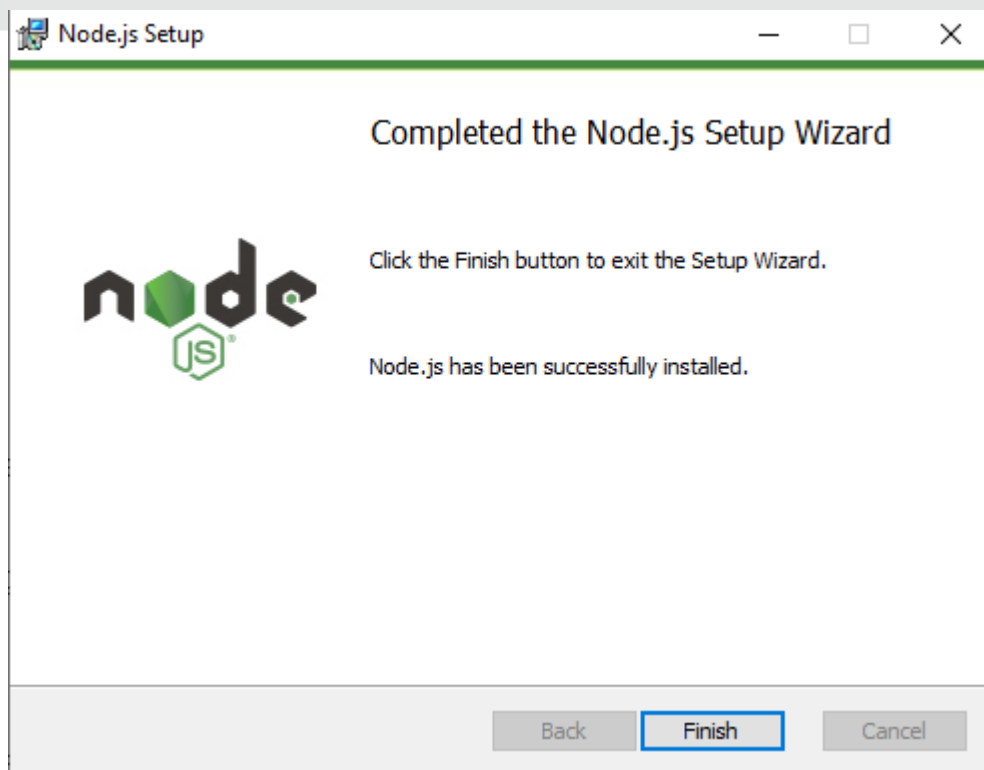 Node.js Setup
Completed the Node.js Setup Wizard
Click the Finish button to exit the Setup Wizard.
node
JS®
Node.js has been successfully installed.
Back
Finish
Cancel